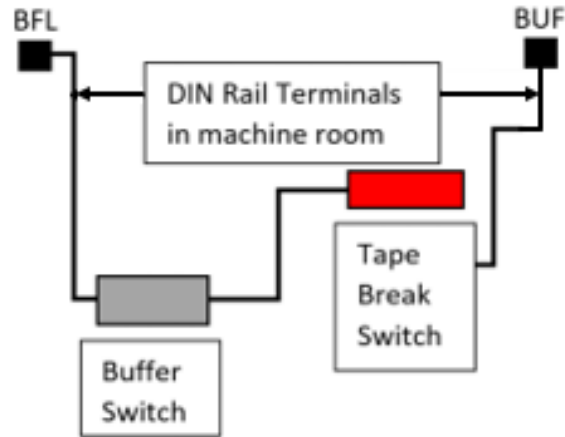 BFL
BUF
DIN Rail Terminals
in machine room
Tape
Break
Switch
Buffer
Switch